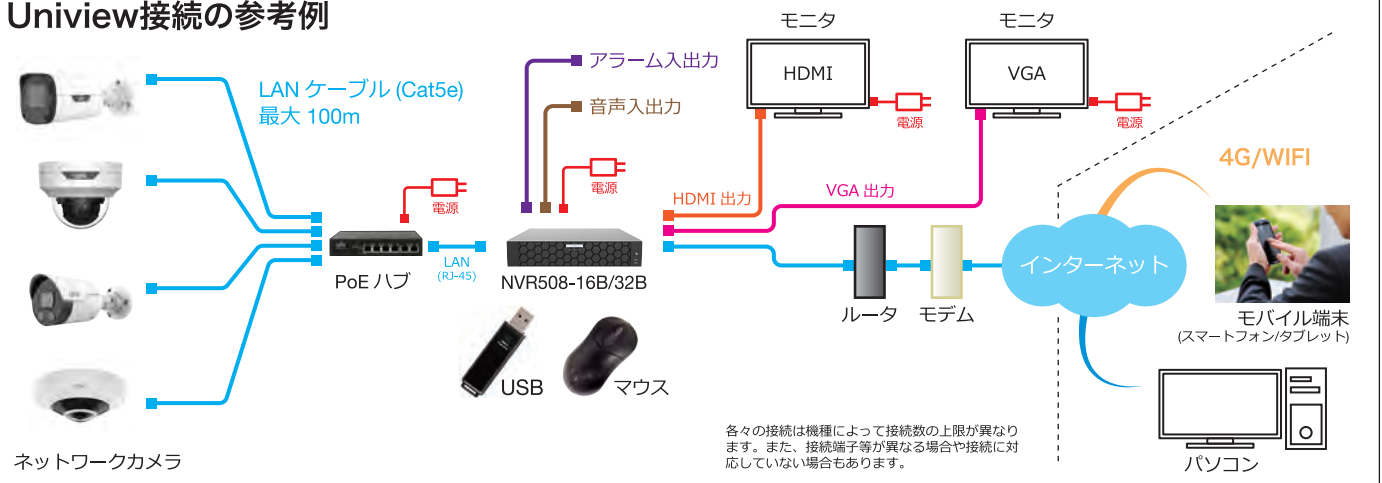 Uniview接続の参考例
LAN ケーブル (Cat5e)
最大 100m
アラーム入出力
音声入出力
電源
電源
モニタ
HDMI
電源
モニタ
VGA
電源
HDMI 出力
VGA 出力
4G/WIFI
PoE ハブ
LAN
(RJ-45)
NVR508-16B/32B
ルータ
モデム
インターネット
モバイル端末
(スマートフォン/タブレット)
USB
マウス
ネットワークカメラ
各々の接続は機種によって接続数の上限が異なり
ます。また、接続端子等が異なる場合や接続に対
応していない場合もあります。
パソコン